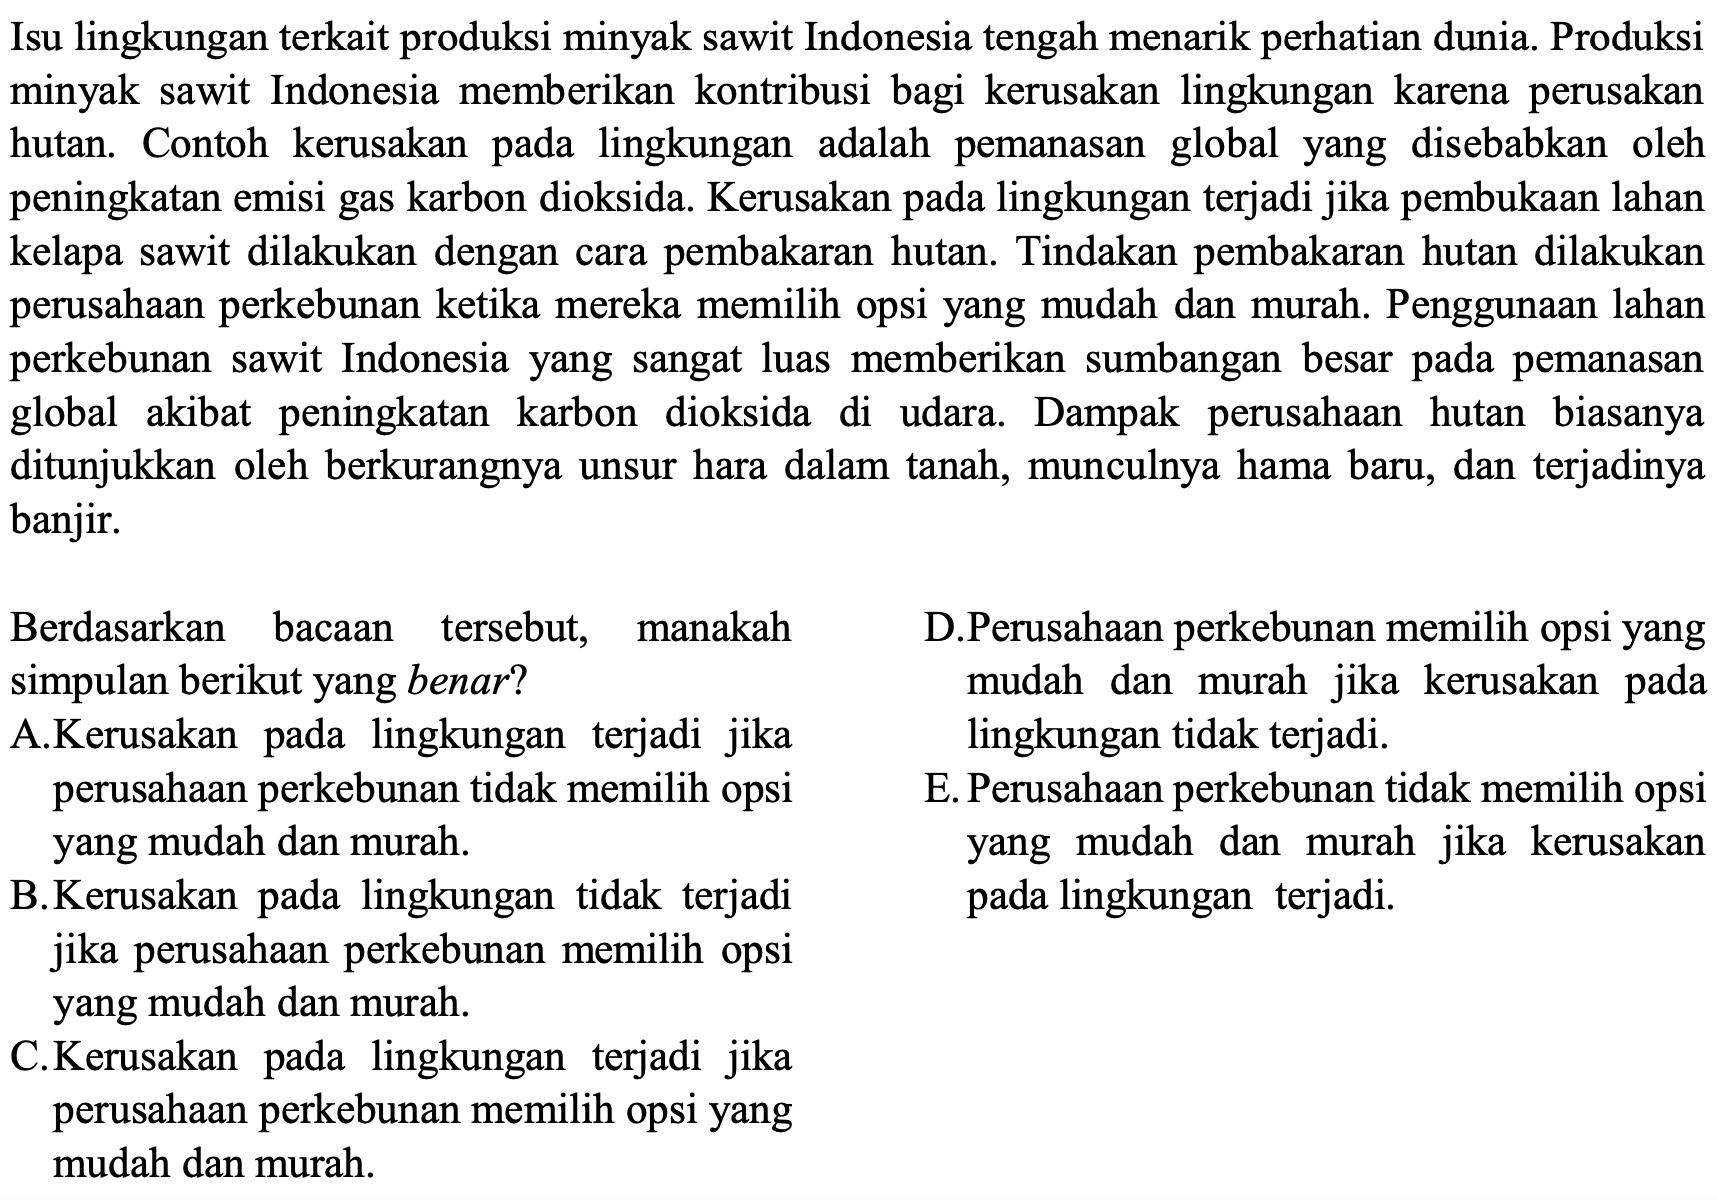 Isu lingkungan terkait produksi minyak sawit Indonesia tengah menarik perhatian dunia. Produksi
minyak sawit Indonesia memberikan kontribusi bagi kerusakan lingkungan karena perusakan
hutan. Contoh kerusakan pada lingkungan adalah pemanasan global yang disebabkan oleh
peningkatan emisi gas karbon dioksida. Kerusakan pada lingkungan terjadi jika pembukaan lahan
kelapa sawit dilakukan dengan cara pembakaran hutan. Tindakan pembakaran hutan dilakukan
perusahaan perkebunan ketika mereka memilih opsi yang mudah dan murah. Penggunaan lahan
perkebunan sawit Indonesia yang sangat luas memberikan sumbangan besar pada pemanasan
global akibat peningkatan karbon dioksida di udara. Dampak perusahaan hutan biasanya
ditunjukkan oleh berkurangnya unsur hara dalam tanah, munculnya hama baru, dan terjadinya
banjir.
Berdasarkan bacaan tersebut, manakah
simpulan berikut yang benar?
A.Kerusakan pada lingkungan terjadi jika
perusahaan perkebunan tidak memilih opsi
yang mudah dan murah.
B.Kerusakan pada lingkungan tidak terjadi
jika perusahaan perkebunan memilih opsi
yang mudah dan murah.
C.Kerusakan pada lingkungan terjadi jika
perusahaan perkebunan memilih opsi yang
mudah dan murah.
D.Perusahaan perkebunan memilih opsi yang
mudah dan murah jika kerusakan pada
lingkungan tidak terjadi.
E. Perusahaan perkebunan tidak memilih opsi
yang mudah dan murah jika kerusakan
pada lingkungan terjadi.